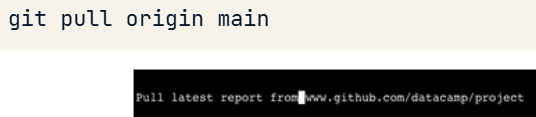 git pull origin main
Pull latest report from www.github.com/datacamp/project